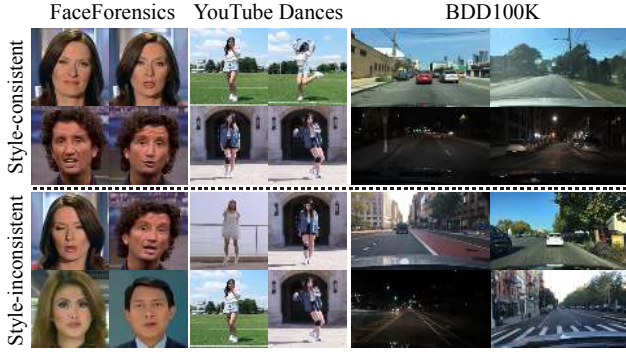 FaceForensics YouTube Dances BDD100K
Style-consistent
Style-inconsistent